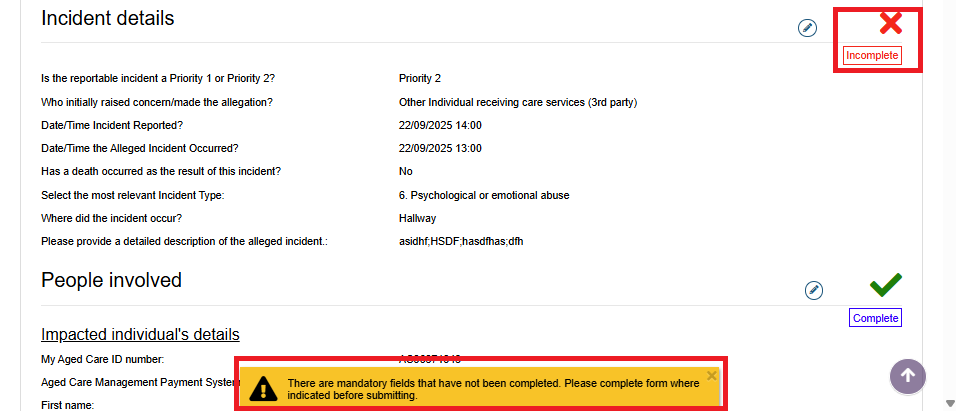 Incident details
Incomplete
Is the reportable incident a Priority 1 or Priority 2? Priority 2
Who initially raised concern/made the allegation? Other Individual receiving care services (3rd party)
Date/Time Incident Reported? 22/09/2025 14:00
Date/Time the Alleged Incident Occurred? 22/09/2025 13:00
Has a death occurred as the result of this incident? No
Select the most relevant Incident Type: 6. Psychological or emotional abuse
Where did the incident occur? Hallway
Please provide a detailed description of the alleged incident.: asidhf;HSDF;hasdfhas;dfh
People involved
Complete
Impacted individual's details
My Aged Care ID number:
Aged Care Management Payment System
There are mandatory fields that have not been completed. Please complete form where
indicated before submitting.
First name: